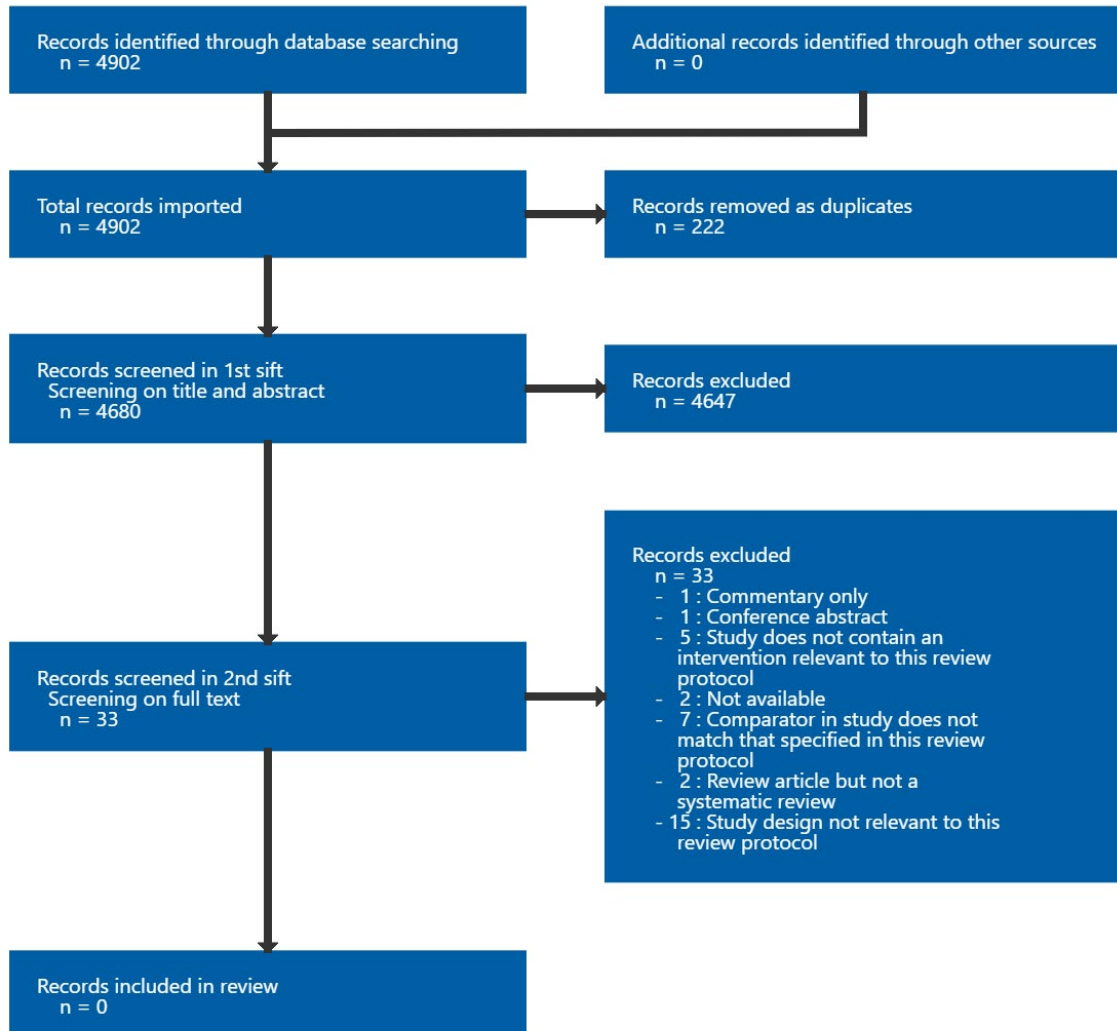 Records identified through database searching
n = 4902
Additional records identified through other sources
n = 0
Total records imported
n = 4902
Records removed as duplicates
n = 222
Records screened in 1st sift
Screening on title and abstract
n = 4680
Records excluded
n = 4647
Records screened in 2nd sift
Screening on full text
n = 33
Records excluded
n = 33
- 1 : Commentary only
- 1 : Conference abstract
- 5 : Study does not contain an
intervention relevant to this review
protocol
- 2 : Not available
- 7 : Comparator in study does not
match that specified in this review
protocol
- 2 : Review article but not a
systematic review
- 15 : Study design not relevant to this
review protocol
Records included in review
n = 0